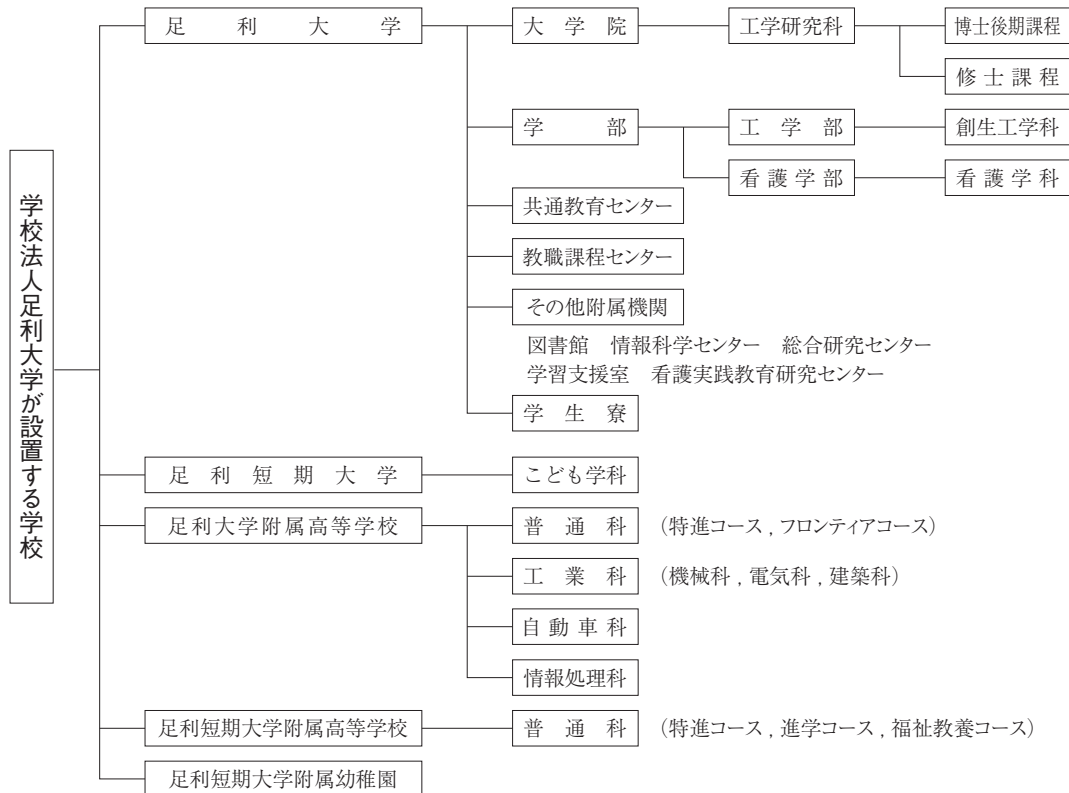 学校法人足利大学が設置する学校
足利大学
大学院
工学研究科
博士後期課程
修士課程
学部
工学部
創生工学科
看護学部
看護学科
共通教育センター
教職課程センター
その他附属機関
図書館　情報科学センター　総合研究センター
学習支援室　看護実践教育研究センター
学生寮
足利短期大学
こども学科
足利大学附属高等学校
普通科　（特進コース , フロンティアコース）
工業科　（機械科 , 電気科 , 建築科）
自動車科
情報処理科
足利短期大学附属高等学校
普通科　（特進コース , 進学コース , 福祉教養コース）
足利短期大学附属幼稚園